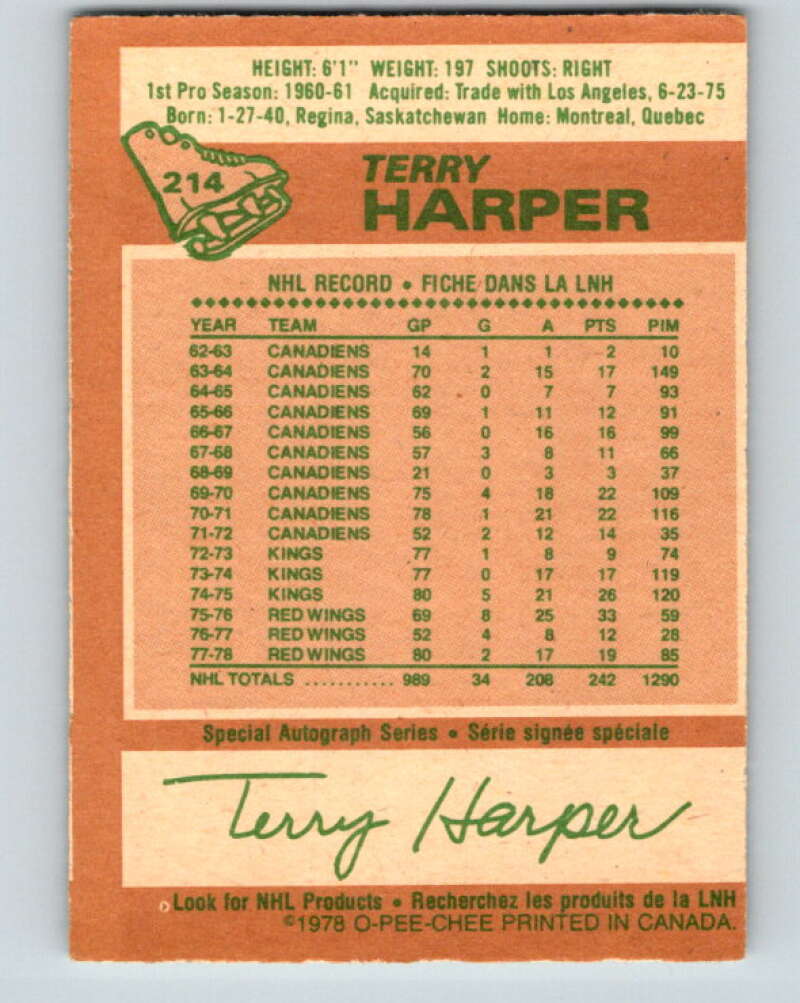 HEIGHT: 6'1" WEIGHT: 197 SHOOTS: RIGHT
1st Pro Season: 1960-61 Acquired: Trade with Los Angeles, 6-23-75
Born: 1-27-40, Regina, Saskatchewan Home: Montreal, Quebec
214
TERRY
HARPER
NHL RECORD • FICHE DANS LA LNH
YEAR TEAM GP G A PTS PIM
62-63 CANADIENS 14 1 1 2 10
63-64 CANADIENS 70 2 15 17 149
64-65 CANADIENS 62 0 7 7 93
65-66 CANADIENS 69 1 11 12 91
66-67 CANADIENS 56 0 16 16 99
67-68 CANADIENS 57 3 8 11 66
68-69 CANADIENS 21 0 3 3 37
69-70 CANADIENS 75 4 18 22 109
70-71 CANADIENS 78 1 21 22 116
71-72 CANADIENS 52 2 12 14 35
72-73 KINGS 77 1 8 9 74
73-74 KINGS 77 0 17 17 119
74-75 KINGS 80 5 21 26 120
75-76 RED WINGS 69 8 25 33 59
76-77 RED WINGS 52 4 8 12 28
77-78 RED WINGS 80 2 17 19 85
NHL TOTALS ........... 989 34 208 242 1290
Special Autograph Series • Série signée spéciale
Terry Harper
Look for NHL Products • Recherchez les produits de la LNH
©1978 O-PEE-CHEE PRINTED IN CANADA.